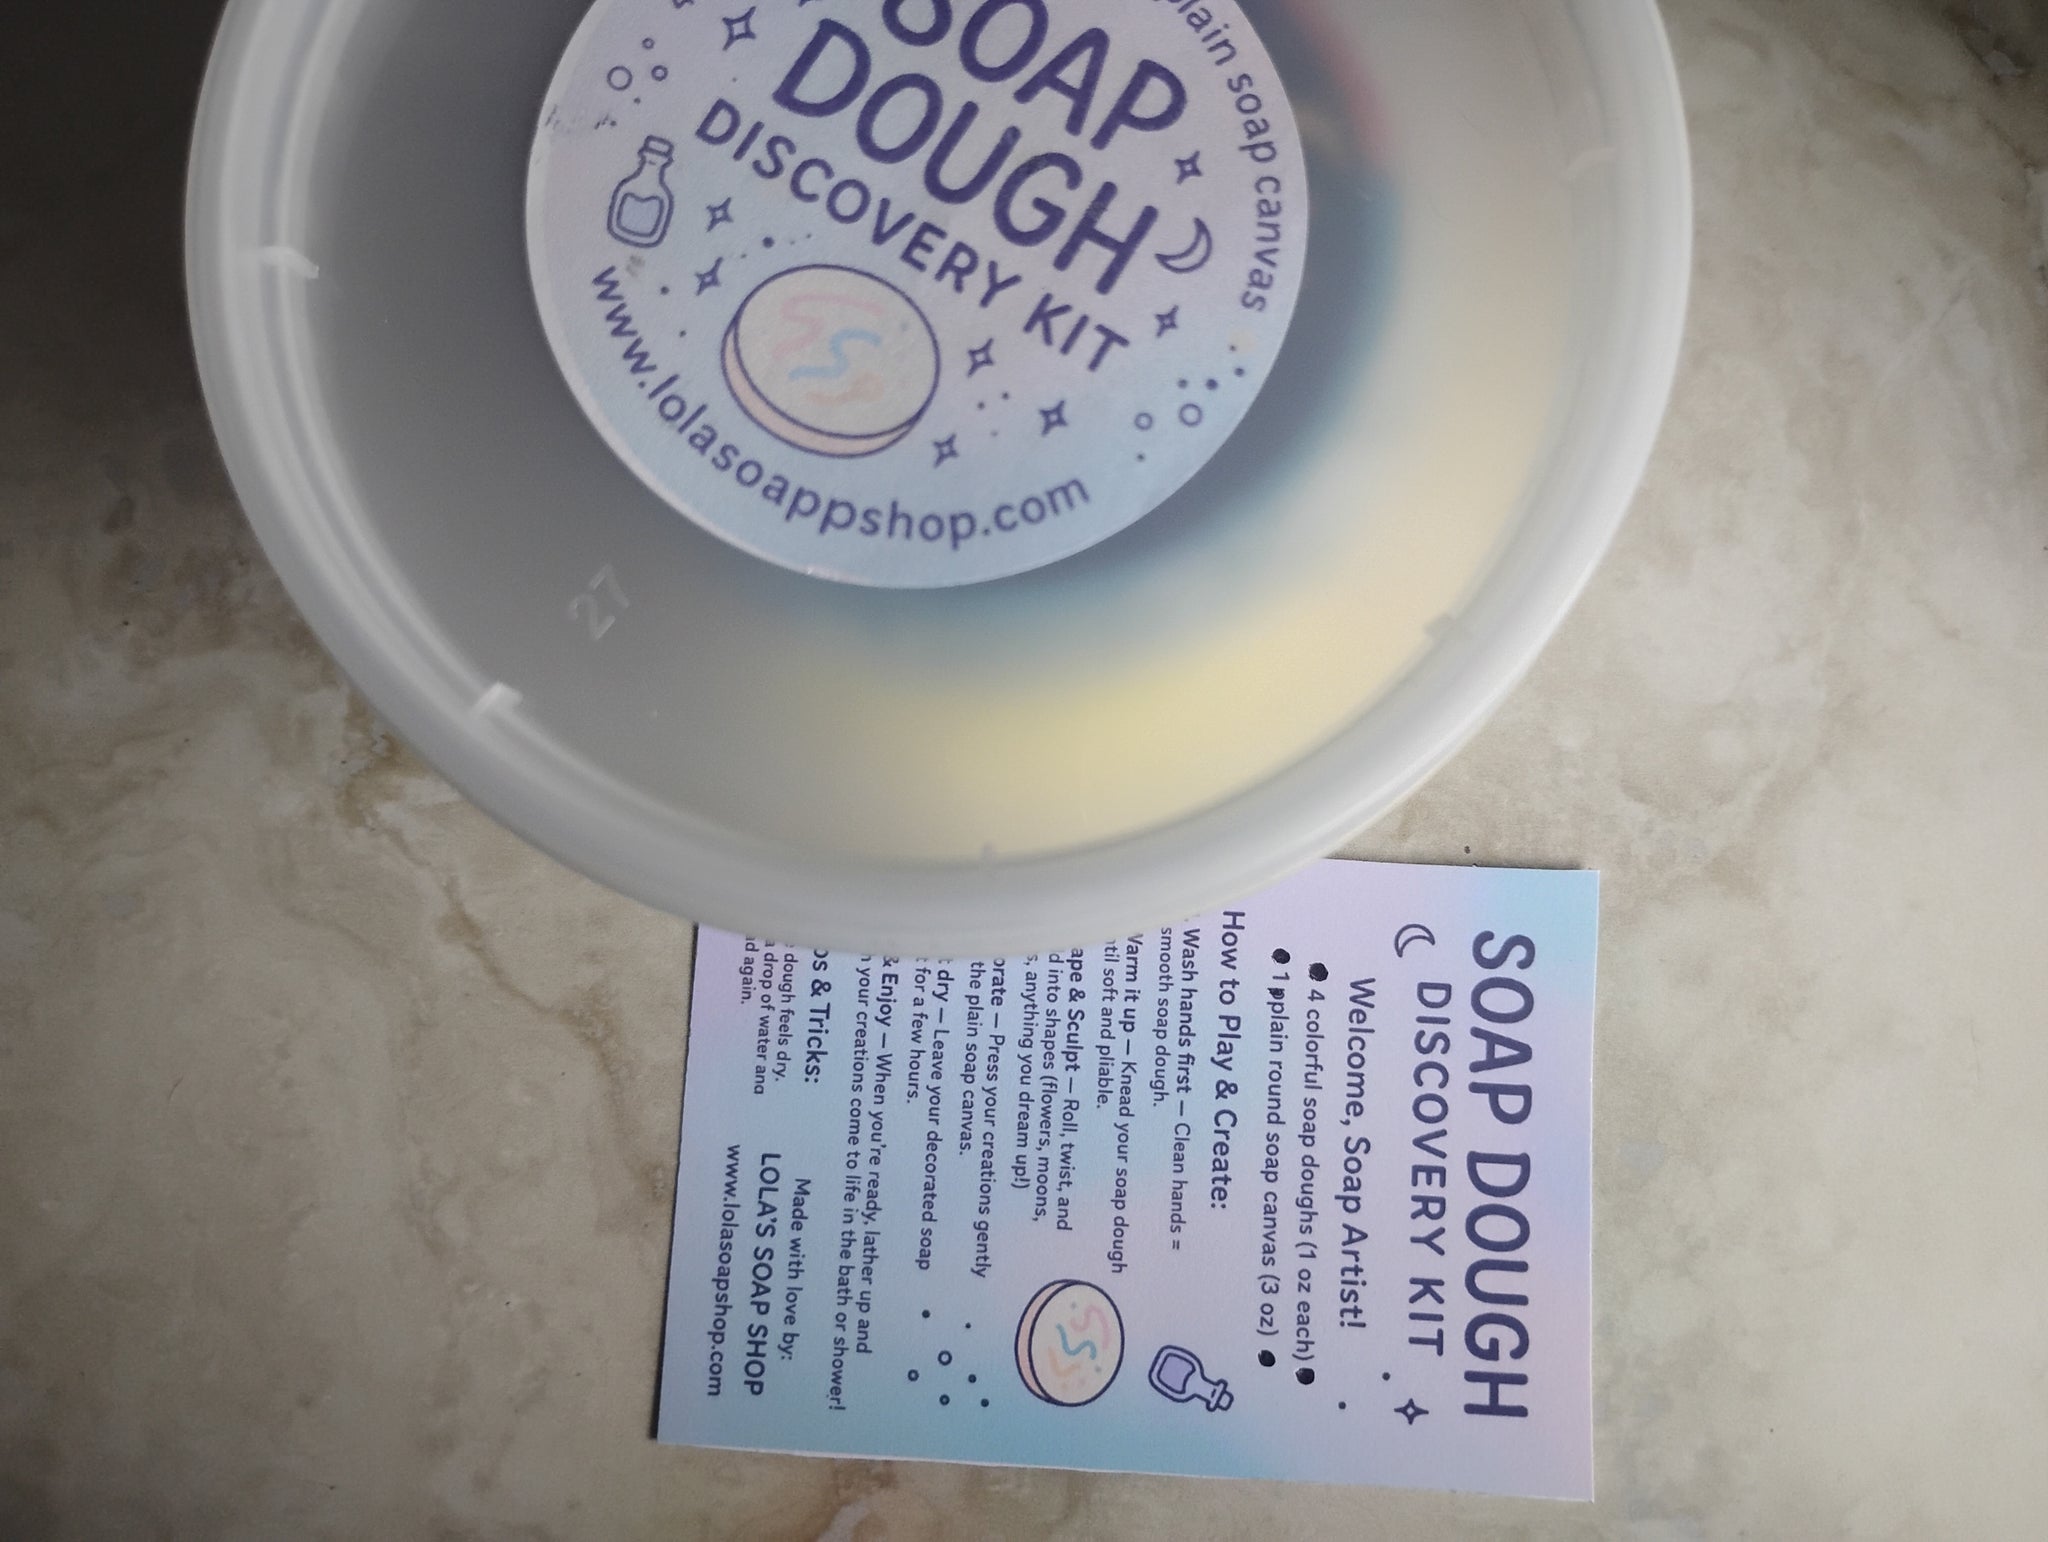 plain soap canvas
SOAP
DOUGH
DISCOVERY KIT
www.lolasoappshop.com
27
SOAP DOUGH
DISCOVERY KIT
Welcome, Soap Artist!
4 colorful soap doughs (1 oz each)
1 pplain round soap canvas (3 oz)
How to Play & Create:
Wash hands first – Clean hands =
smooth soap dough.
Warm it up – Knead your soap dough
soft and pliable.
& Sculpt – Roll, twist, and
into shapes (flowers, moons,
anything you dream up!)
– Press your creations gently
the plain soap canvas.
dry – Leave your decorated soap
for a few hours.
& Enjoy – When you're ready, lather up and
your creations come to life in the bath or shower!
& Tricks:
dough feels dry.
drop of water and
again.
Made with love by:
LOLA'S SOAP SHOP
www.lolasoapshop.com